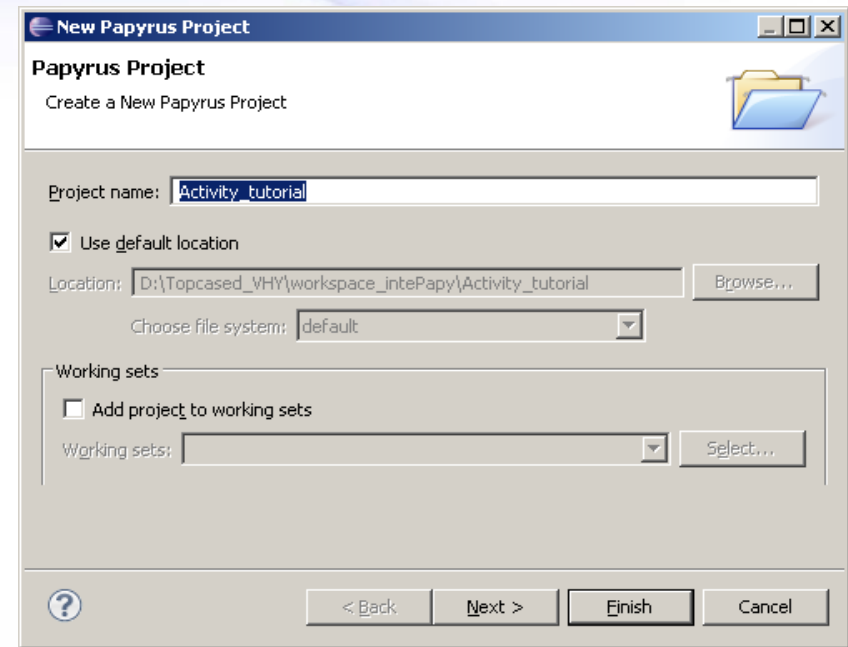 New Papyrus Project
Papyrus Project
Create a New Papyrus Project
Project name: Activity_tutorial
Use default location
Location: D:\Topcased_VHY\workspace_intePapy\Activity_tutorial Browse...
Choose file system: default
Working sets
Add project to working sets
Working sets: Select...
? < Back Next > Finish Cancel